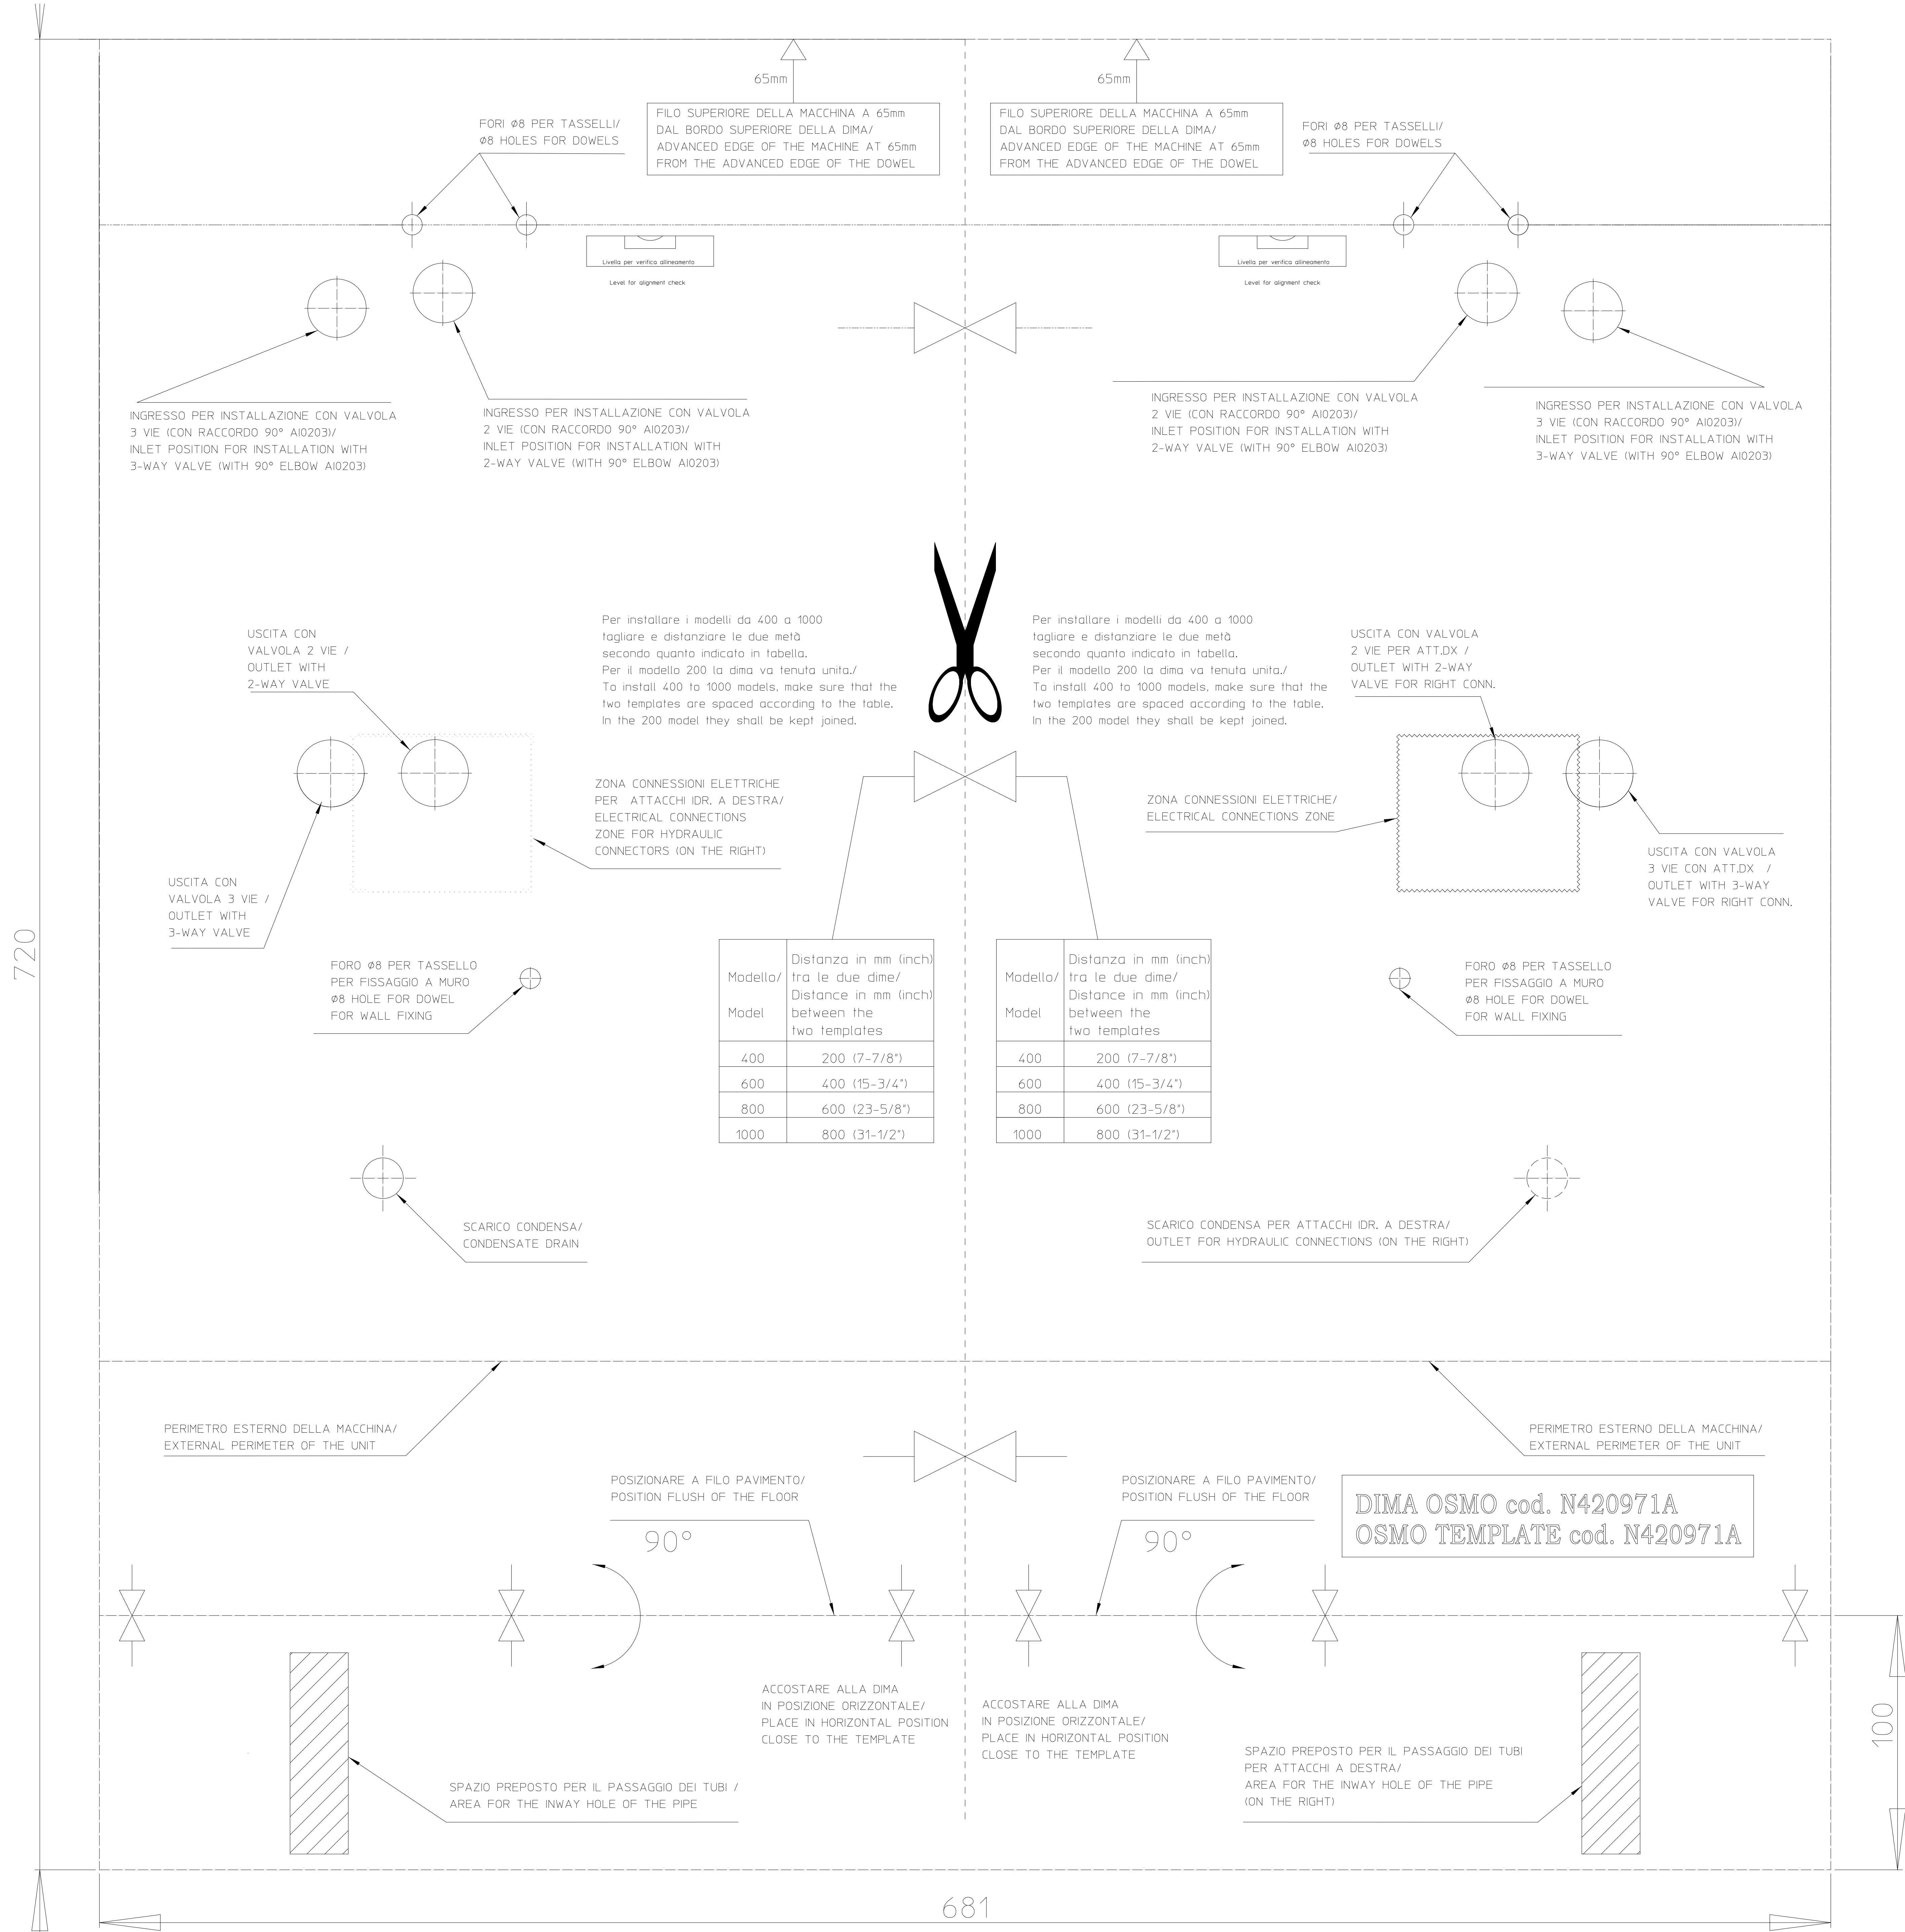 65mm
65mm
FILO SUPERIORE DELLA MACCHINA A 65mm
DAL BORDO SUPERIORE DELLA DIMA/
ADVANCED EDGE OF THE MACHINE AT 65mm
FROM THE ADVANCED EDGE OF THE DOWEL
FILO SUPERIORE DELLA MACCHINA A 65mm
DAL BORDO SUPERIORE DELLA DIMA/
ADVANCED EDGE OF THE MACHINE AT 65mm
FROM THE ADVANCED EDGE OF THE DOWEL
FORI Ø8 PER TASSELLI/
Ø8 HOLES FOR DOWELS
FORI Ø8 PER TASSELLI/
Ø8 HOLES FOR DOWELS
Livella per verifica allineamento
Level for alignment check
Livella per verifica allineamento
Level for alignment check
INGRESSO PER INSTALLAZIONE CON VALVOLA
3 VIE (CON RACCORDO 90° AI0203)/
INLET POSITION FOR INSTALLATION WITH
3-WAY VALVE (WITH 90° ELBOW AI0203)
INGRESSO PER INSTALLAZIONE CON VALVOLA
2 VIE (CON RACCORDO 90° AI0203)/
INLET POSITION FOR INSTALLATION WITH
2-WAY VALVE (WITH 90° ELBOW AI0203)
INGRESSO PER INSTALLAZIONE CON VALVOLA
2 VIE (CON RACCORDO 90° AI0203)/
INLET POSITION FOR INSTALLATION WITH
2-WAY VALVE (WITH 90° ELBOW AI0203)
INGRESSO PER INSTALLAZIONE CON VALVOLA
3 VIE (CON RACCORDO 90° AI0203)/
INLET POSITION FOR INSTALLATION WITH
3-WAY VALVE (WITH 90° ELBOW AI0203)
USCITA CON
VALVOLA 2 VIE /
OUTLET WITH
2-WAY VALVE
Per installare i modelli da 400 a 1000
tagliare e distanziare le due metà
secondo quanto indicato in tabella.
Per il modello 200 la dima va tenuta unita./
To install 400 to 1000 models, make sure that the
two templates are spaced according to the table.
In the 200 model they shall be kept joined.
Per installare i modelli da 400 a 1000
tagliare e distanziare le due metà
secondo quanto indicato in tabella.
Per il modello 200 la dima va tenuta unita./
To install 400 to 1000 models, make sure that the
two templates are spaced according to the table.
In the 200 model they shall be kept joined.
USCITA CON VALVOLA
2 VIE PER ATT.DX /
OUTLET WITH 2-WAY
VALVE FOR RIGHT CONN.
ZONA CONNESSIONI ELETTRICHE
PER ATTACCHI IDR. A DESTRA/
ELECTRICAL CONNECTIONS
ZONE FOR HYDRAULIC
CONNECTORS (ON THE RIGHT)
ZONA CONNESSIONI ELETTRICHE/
ELECTRICAL CONNECTIONS ZONE
USCITA CON
VALVOLA 3 VIE /
OUTLET WITH
3-WAY VALVE
USCITA CON VALVOLA
3 VIE CON ATT.DX /
OUTLET WITH 3-WAY
VALVE FOR RIGHT CONN.
720
FORO Ø8 PER TASSELLO
PER FISSAGGIO A MURO
Ø8 HOLE FOR DOWEL
FOR WALL FIXING
Modello/
Model
Distanza in mm (inch)
tra le due dime/
Distance in mm (inch)
between the
two templates
400 200 (7-7/8")
600 400 (15-3/4")
800 600 (23-5/8")
1000 800 (31-1/2")
Modello/
Model
Distanza in mm (inch)
tra le due dime/
Distance in mm (inch)
between the
two templates
400 200 (7-7/8")
600 400 (15-3/4")
800 600 (23-5/8")
1000 800 (31-1/2")
FORO Ø8 PER TASSELLO
PER FISSAGGIO A MURO
Ø8 HOLE FOR DOWEL
FOR WALL FIXING
SCARICO CONDENSA/
CONDENSATE DRAIN
SCARICO CONDENSA PER ATTACCHI IDR. A DESTRA/
OUTLET FOR HYDRAULIC CONNECTIONS (ON THE RIGHT)
PERIMETRO ESTERNO DELLA MACCHINA/
EXTERNAL PERIMETER OF THE UNIT
PERIMETRO ESTERNO DELLA MACCHINA/
EXTERNAL PERIMETER OF THE UNIT
POSIZIONARE A FILO PAVIMENTO/
POSITION FLUSH OF THE FLOOR
POSIZIONARE A FILO PAVIMENTO/
POSITION FLUSH OF THE FLOOR
DIMA OSMO cod. N420971A
OSMO TEMPLATE cod. N420971A
90°
90°
ACCOSTARE ALLA DIMA
IN POSIZIONE ORIZZONTALE/
PLACE IN HORIZONTAL POSITION
CLOSE TO THE TEMPLATE
ACCOSTARE ALLA DIMA
IN POSIZIONE ORIZZONTALE/
PLACE IN HORIZONTAL POSITION
CLOSE TO THE TEMPLATE
SPAZIO PREPOSTO PER IL PASSAGGIO DEI TUBI /
AREA FOR THE INWAY HOLE OF THE PIPE
SPAZIO PREPOSTO PER IL PASSAGGIO DEI TUBI
PER ATTACCHI A DESTRA/
AREA FOR THE INWAY HOLE OF THE PIPE
(ON THE RIGHT)
100
681